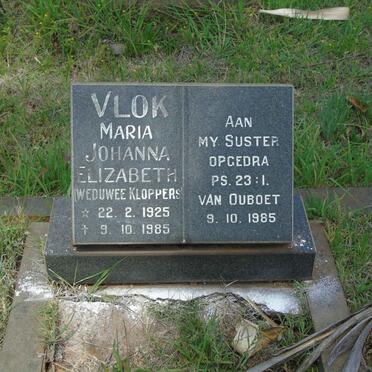 VLOK
MARIA
JOHANNA
ELIZABETH
(WEDUWEE KLOPPERS)
☆ 22. 2. 1925
✝ 9. 10. 1985
AAN
MY SUSTER
OPGEDRA
PS. 23:1.
VAN OUBOET
9. 10. 1985